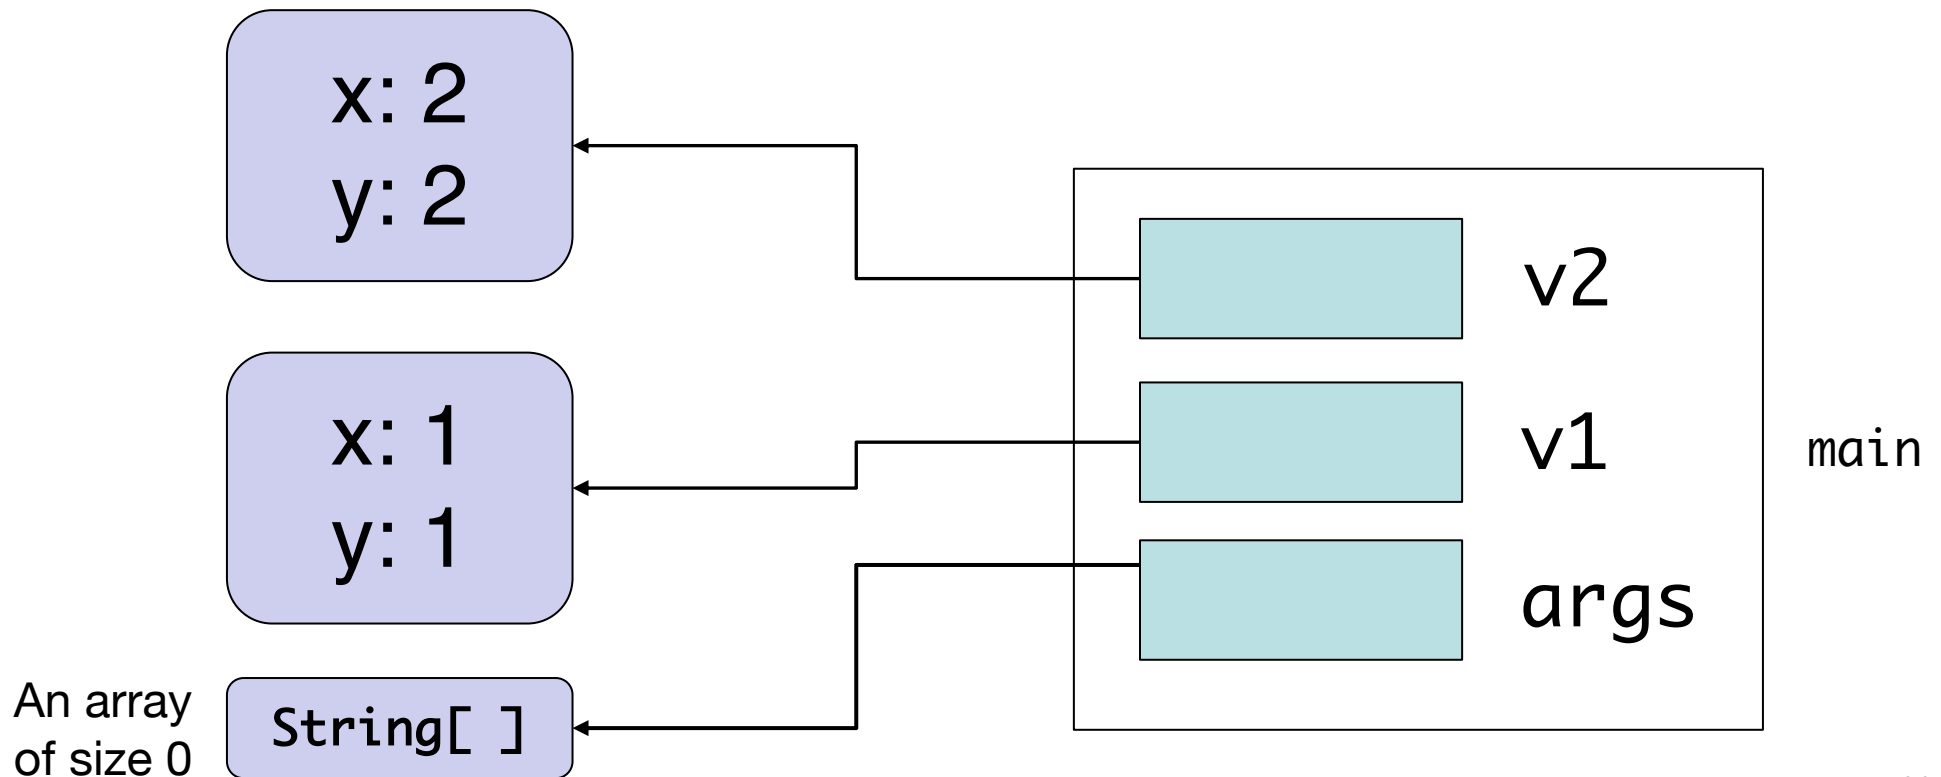 x: 2
y: 2
v2
x: 1
y: 1
v1
main
args
An array
of size 0
String[ ]